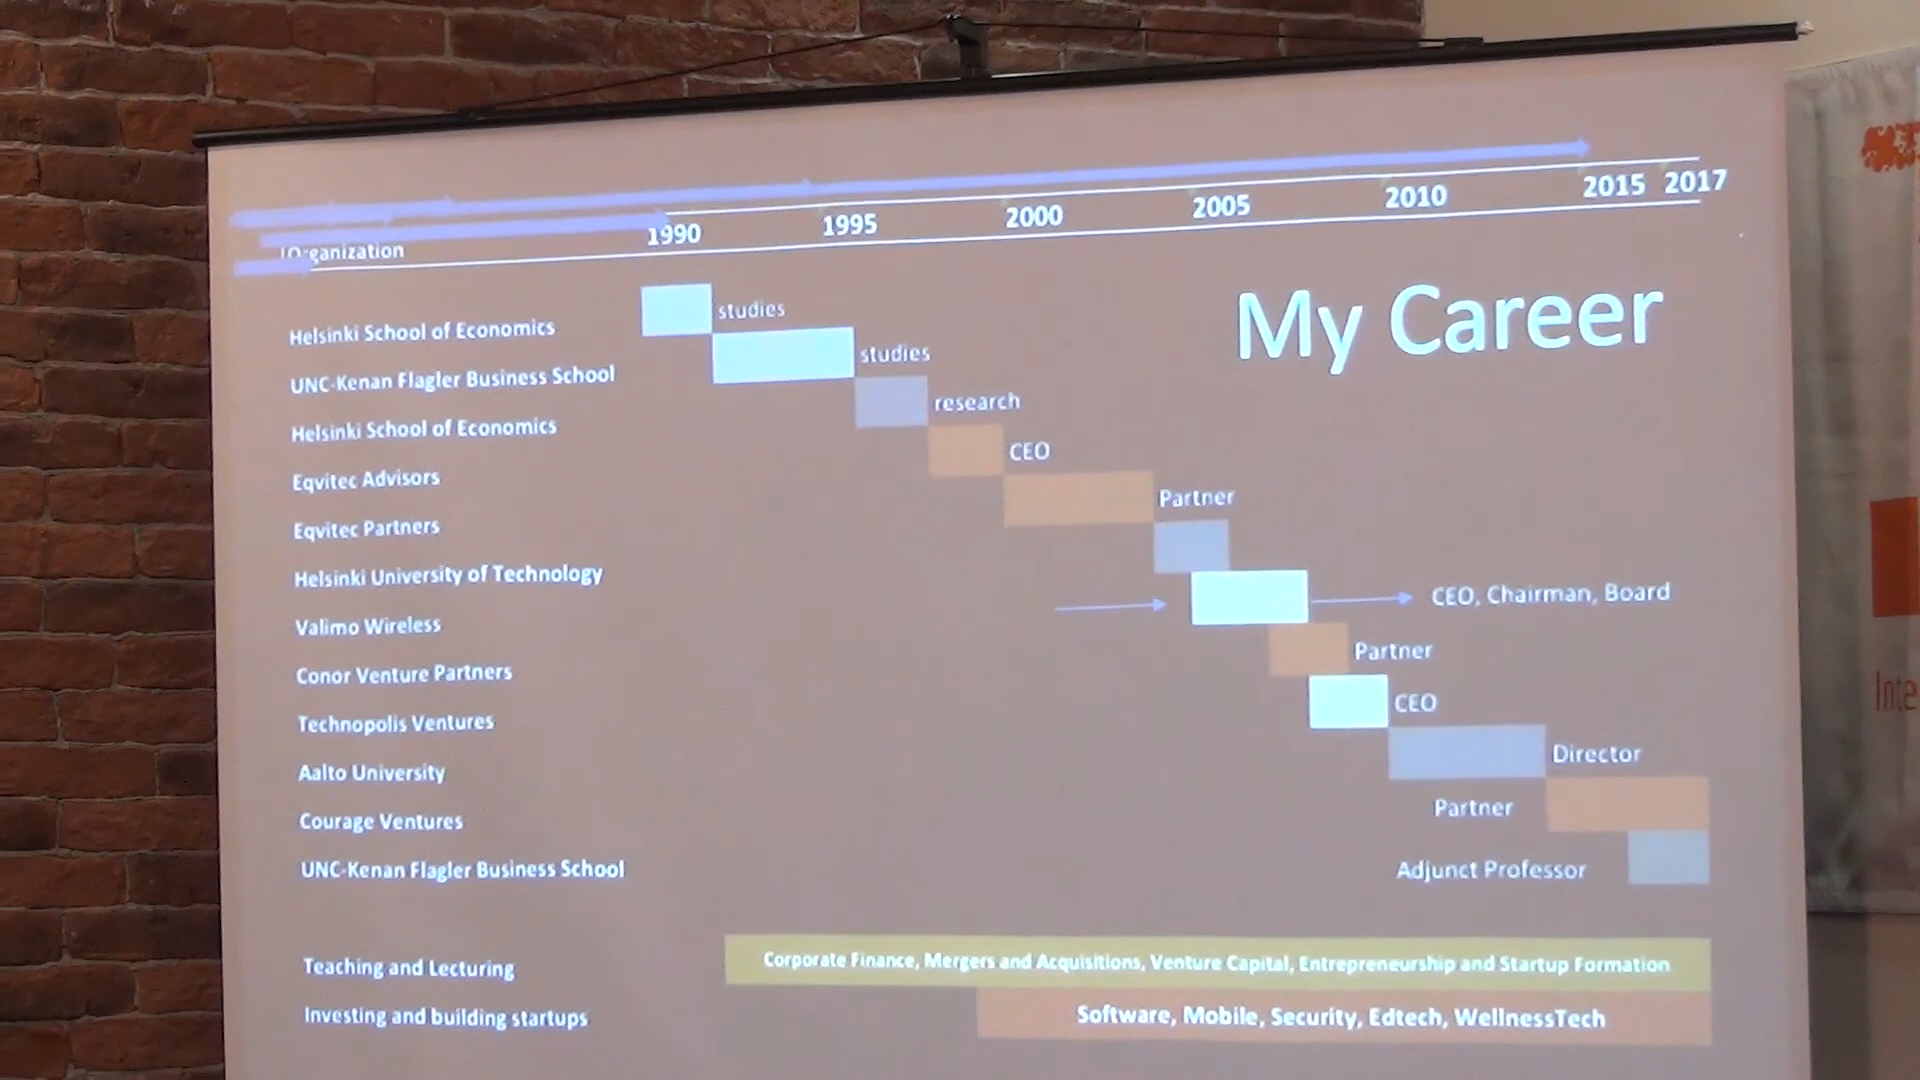 1990 1995 2000 2005 2010 2015 2017
Organization
My Career
Helsinki School of Economics studies
UNC-Kenan Flagler Business School studies
Helsinki School of Economics research
Eqvitec Advisors CEO
Eqvitec Partners Partner
Helsinki University of Technology
Valimo Wireless CEO, Chairman, Board
Conor Venture Partners Partner
Technopolis Ventures CEO
Aalto University Director
Courage Ventures Partner
UNC-Kenan Flagler Business School Adjunct Professor
Teaching and Lecturing Corporate Finance, Mergers and Acquisitions, Venture Capital, Entrepreneurship and Startup Formation
Investing and building startups Software, Mobile, Security, Edtech, WellnessTech